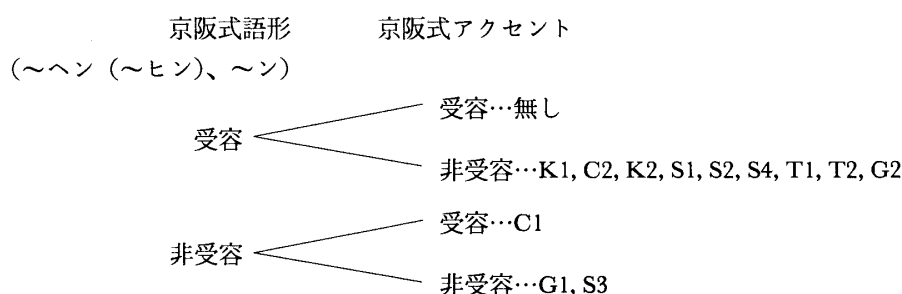 京阪式語形 京阪式アクセント
(～ヘン (～ヒン)、～ン)
受容…無し
受容
非受容…K1, C2, K2, S1, S2, S4, T1, T2, G2
受容…C1
非受容
非受容…G1, S3